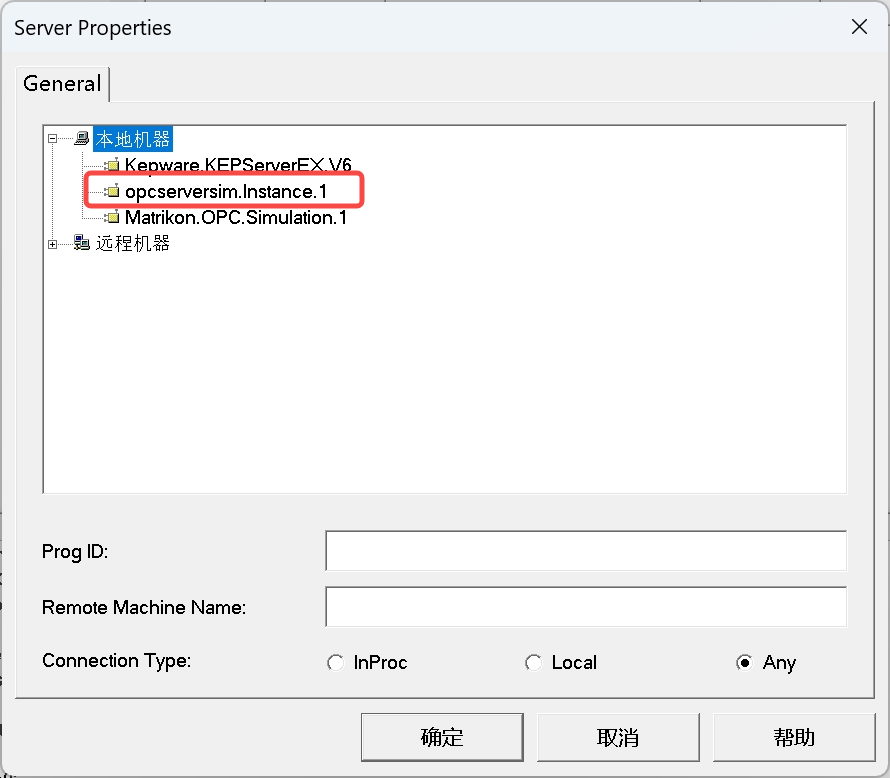 Server Properties
General
本地机器
Kepware.KEPServerEX.V6
opcserversim.Instance.1
Matrikon.OPC.Simulation.1
远程机器
Prog ID:
Remote Machine Name:
Connection Type: InProc Local Any
确定 取消 帮助